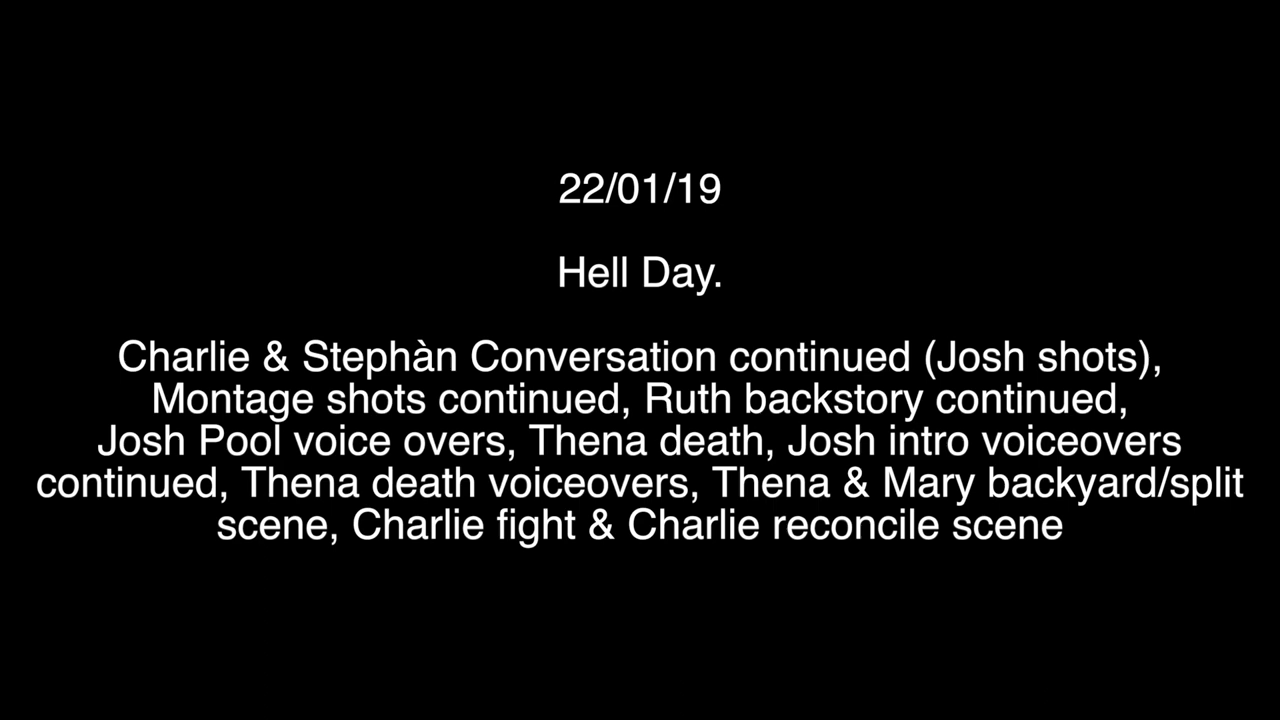 22/01/19
Hell Day.
Charlie & Stephàn Conversation continued (Josh shots),
Montage shots continued, Ruth backstory continued,
Josh Pool voice overs, Thena death, Josh intro voiceovers
continued, Thena death voiceovers, Thena & Mary backyard/split
scene, Charlie fight & Charlie reconcile scene